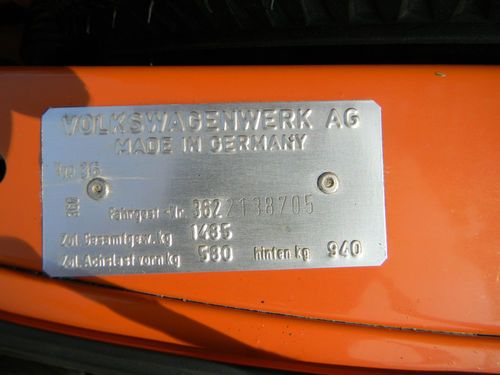 VOLKSWAGENWERK AG
MADE IN GERMANY
Typ 36
Fahrgest.-Nr. 3622138705
Zul. Gesamtgew. kg 1485
Zul. Achslast vorn kg 580 hinten kg 940